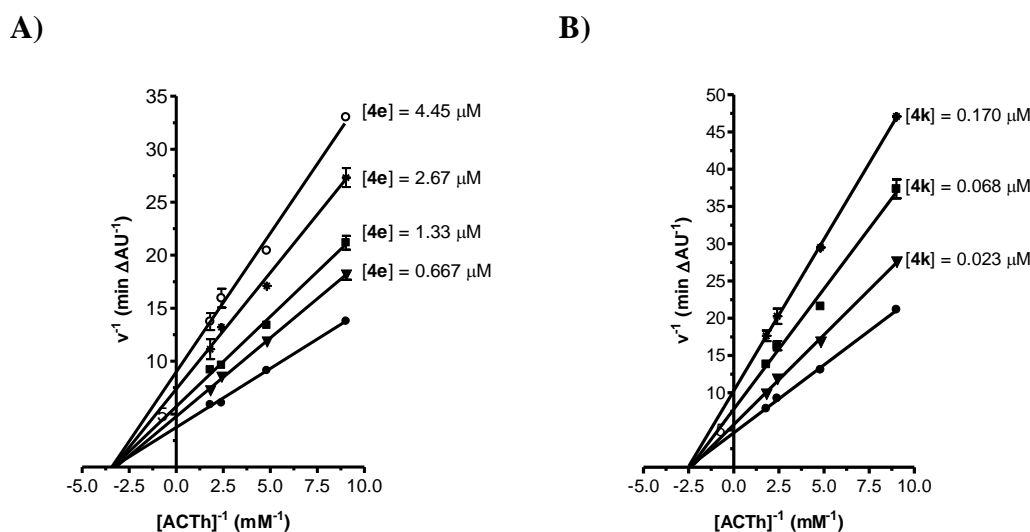 A)
B)
35
30
25
20
15
10
5
v⁻¹ (min ΔAU⁻¹)
[4e] = 4.45 μM
[4e] = 2.67 μM
[4e] = 1.33 μM
[4e] = 0.667 μM
-5.0 -2.5 0.0 2.5 5.0 7.5 10.0
[ACTh]⁻¹ (mM⁻¹)
50
45
40
35
30
25
20
15
10
v⁻¹ (min ΔAU⁻¹)
[4k] = 0.170 μM
[4k] = 0.068 μM
[4k] = 0.023 μM
-5.0 -2.5 0.0 2.5 5.0 7.5 10.0
[ACTh]⁻¹ (mM⁻¹)